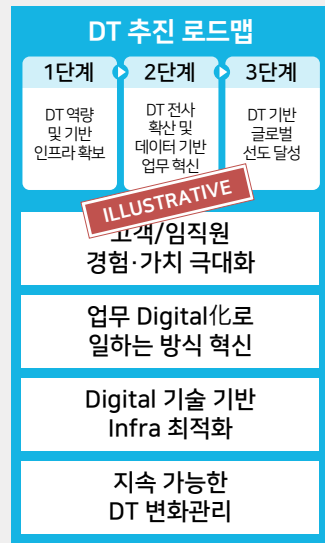 DT 추진 로드맵
1단계
2단계
3단계
DT 역량
및 기반
인프라 확보
DT 전사
확산 및
데이터 기반
업무 혁신
DT 기반
글로벌
선도 달성
ILLUSTRATIVE
고객/임직원
경험·가치 극대화
업무 Digital化로
일하는 방식 혁신
Digital 기술 기반
Infra 최적화
지속 가능한
DT 변화관리